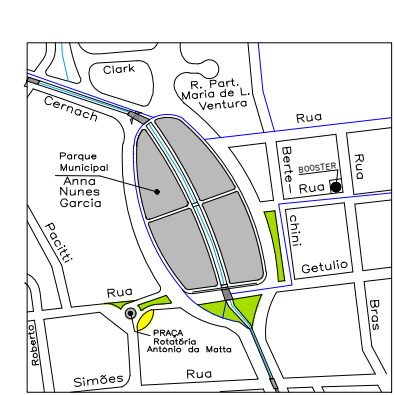 Clark
R. Part.
Maria de L.
Ventura
Cernach
Rua
Parque
Municipal
Anna
Nunes
Garcia
Berte-
BOOSTER
Rua
Rua
chini
Pacitti
Getulio
Rua
Bras
PRAÇA
Rotatória
Antonio da Matta
Roberto
Simões
Rua